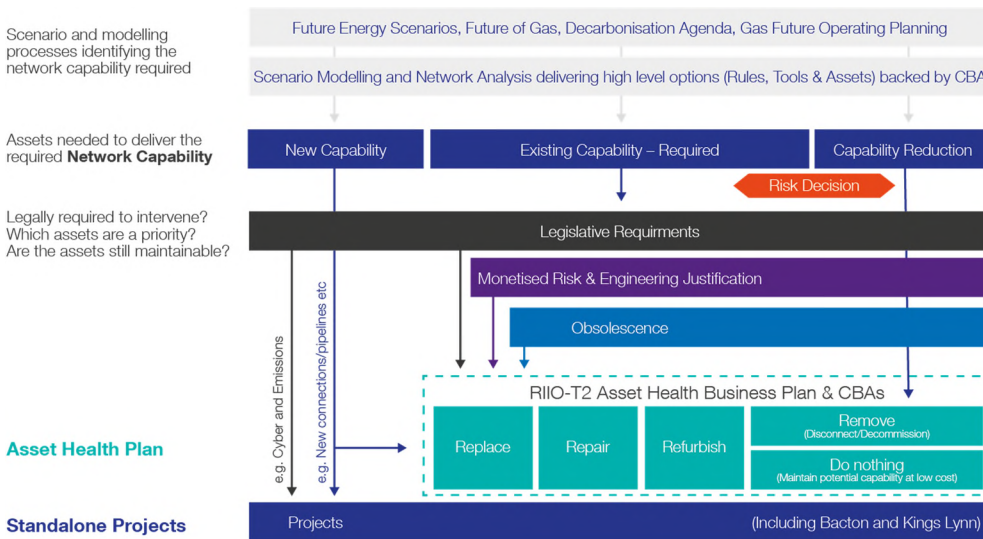 Scenario and modelling
processes identifying the
network capability required
Future Energy Scenarios, Future of Gas, Decarbonisation Agenda, Gas Future Operating Planning
Scenario Modelling and Network Analysis delivering high level options (Rules, Tools & Assets) backed by CBA
Assets needed to deliver the
required Network Capability
New Capability
Existing Capability – Required
Capability Reduction
Risk Decision
Legally required to intervene?
Which assets are a priority?
Are the assets still maintainable?
Legislative Requirments
Monetised Risk & Engineering Justification
Obsolescence
e.g. Cyber and Emissions
e.g. New connections/pipelines etc
RIIO-T2 Asset Health Business Plan & CBAs
Asset Health Plan
Replace
Repair
Refurbish
Remove
(Disconnect/Decommission)
Do nothing
(Maintain potential capability at low cost)
Standalone Projects
Projects
(Including Bacton and Kings Lynn)